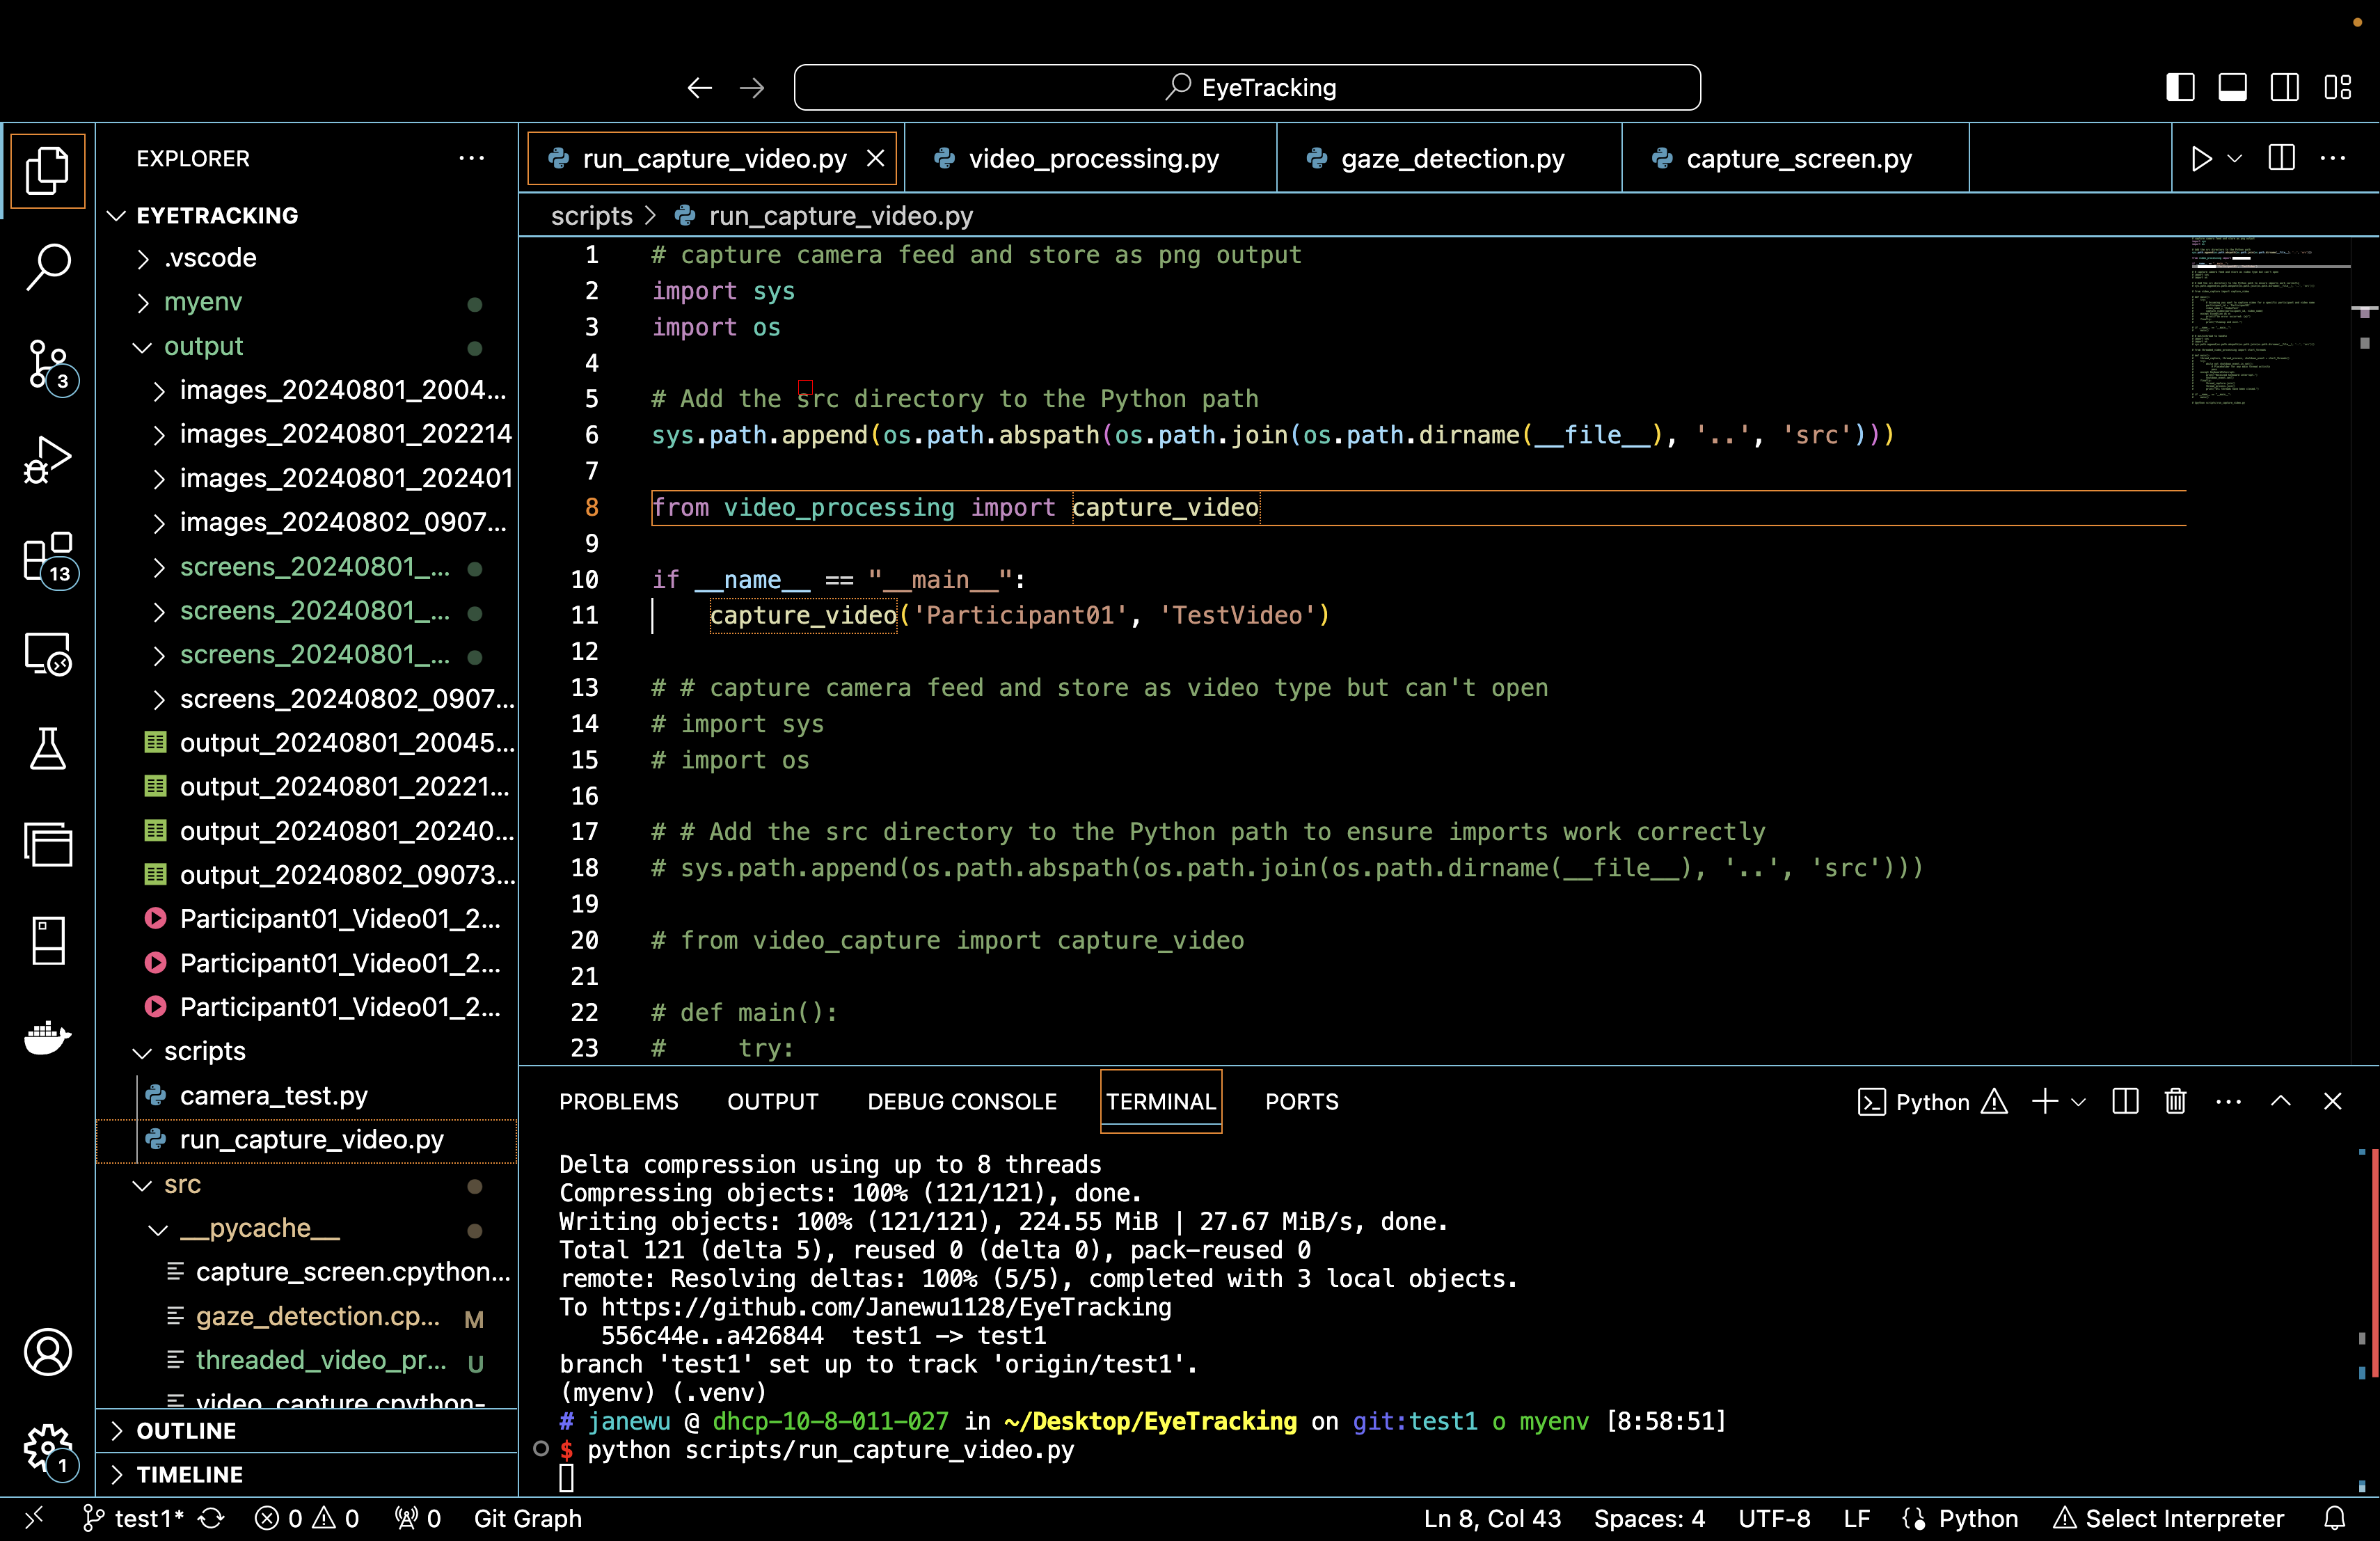 EyeTracking
EXPLORER
EYETRACKING
.vscode
myenv
output
images_20240801_2004...
images_20240801_202214
images_20240801_202401
images_20240802_0907...
screens_20240801_...
screens_20240801_...
screens_20240801_...
screens_20240802_0907...
output_20240801_20045...
output_20240801_20221...
output_20240801_20240...
output_20240802_09073...
Participant01_Video01_2...
Participant01_Video01_2...
Participant01_Video01_2...
scripts
camera_test.py
run_capture_video.py
src
__pycache__
capture_screen.cpython...
gaze_detection.cp... M
threaded_video_pr... U
video_capture.cpython-
OUTLINE
TIMELINE
3
13
1
run_capture_video.py
video_processing.py
gaze_detection.py
capture_screen.py
scripts > run_capture_video.py
1 # capture camera feed and store as png output
2 import sys
3 import os
4
5 # Add the src directory to the Python path
6 sys.path.append(os.path.abspath(os.path.join(os.path.dirname(__file__), '..', 'src')))
7
8 from video_processing import capture_video
9
10 if __name__ == "__main__":
11     capture_video('Participant01', 'TestVideo')
12
13 # # capture camera feed and store as video type but can't open
14 # import sys
15 # import os
16
17 # # Add the src directory to the Python path to ensure imports work correctly
18 # sys.path.append(os.path.abspath(os.path.join(os.path.dirname(__file__), '..', 'src')))
19
20 # from video_capture import capture_video
21
22 # def main():
23 #     try:
PROBLEMS OUTPUT DEBUG CONSOLE TERMINAL PORTS
Python
Delta compression using up to 8 threads
Compressing objects: 100% (121/121), done.
Writing objects: 100% (121/121), 224.55 MiB | 27.67 MiB/s, done.
Total 121 (delta 5), reused 0 (delta 0), pack-reused 0
remote: Resolving deltas: 100% (5/5), completed with 3 local objects.
To https://github.com/Janewu1128/EyeTracking
   556c44e..a426844  test1 -> test1
branch 'test1' set up to track 'origin/test1'.
(myenv) (.venv)
# janewu @ dhcp-10-8-011-027 in ~/Desktop/EyeTracking on git:test1 o myenv [8:58:51]
$ python scripts/run_capture_video.py
test1* 0 0 0 Git Graph
Ln 8, Col 43 Spaces: 4 UTF-8 LF Python Select Interpreter